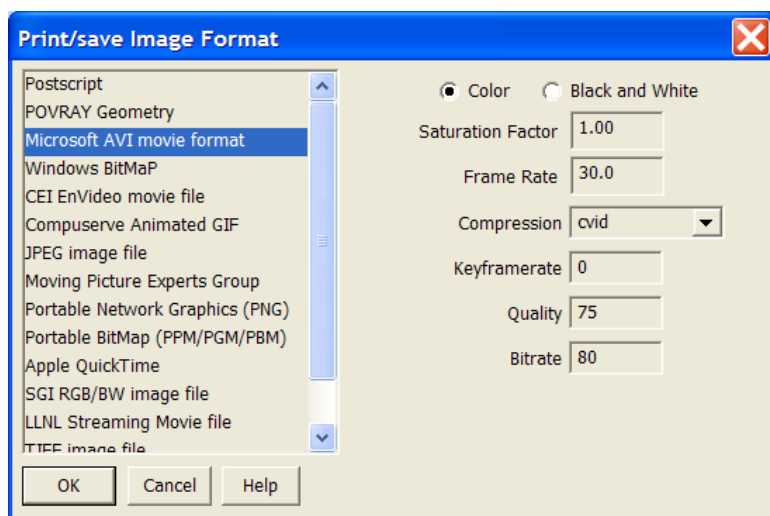 Print/save Image Format
Postscript
POVRAY Geometry
Microsoft AVI movie format
Windows BitMaP
CEI EnVideo movie file
Compuserve Animated GIF
JPEG image file
Moving Picture Experts Group
Portable Network Graphics (PNG)
Portable BitMap (PPM/PGM/PBM)
Apple QuickTime
SGI RGB/BW image file
LLNL Streaming Movie file
TIFF image file
Color Black and White
Saturation Factor 1.00
Frame Rate 30.0
Compression cvid
Keyframerate 0
Quality 75
Bitrate 80
OK Cancel Help